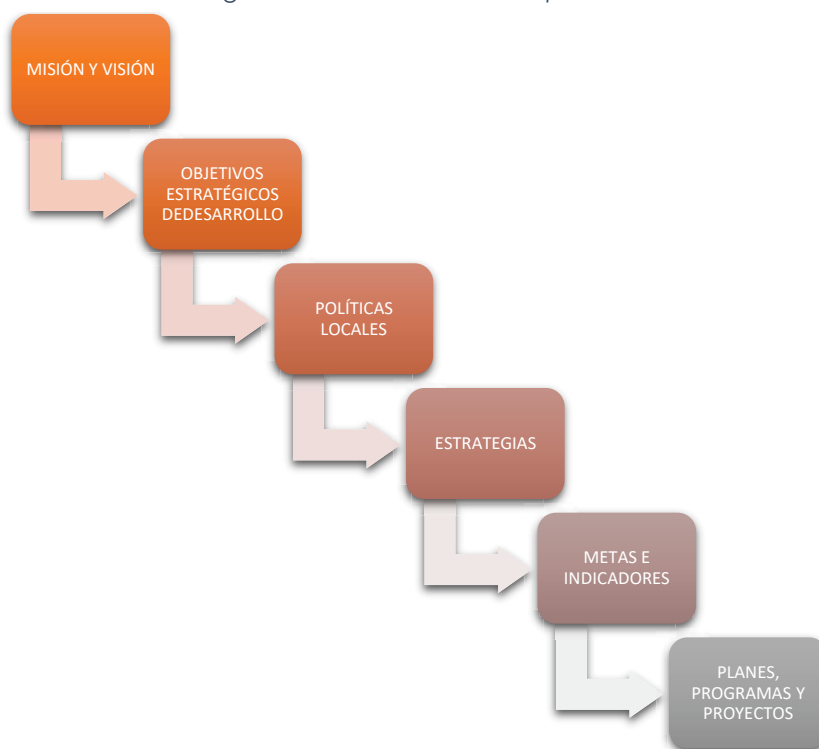 MISIÓN Y VISIÓN
OBJETIVOS
ESTRATÉGICOS
DEDESARROLLO
POLÍTICAS
LOCALES
ESTRATEGIAS
METAS E
INDICADORES
PLANES,
PROGRAMAS Y
PROYECTOS